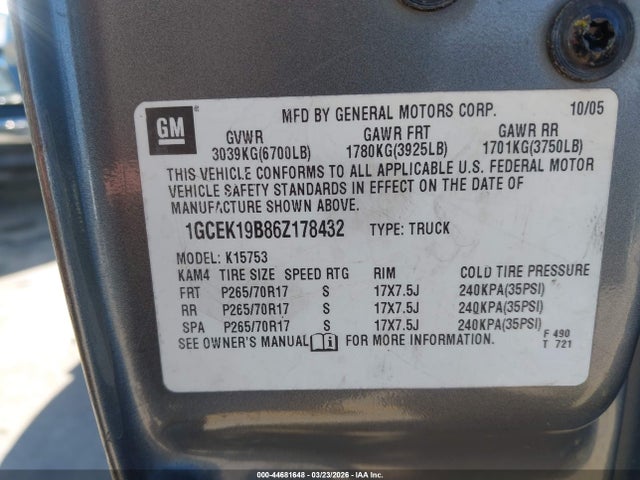 GM ® MFD BY GENERAL MOTORS CORP. 10/05
GVWR GAWR FRT GAWR RR
3039KG(6700LB) 1780KG(3925LB) 1701KG(3750LB)
THIS VEHICLE CONFORMS TO ALL APPLICABLE U.S. FEDERAL MOTOR
VEHICLE SAFETY STANDARDS IN EFFECT ON THE DATE OF
MANUFACTURE SHOWN ABOVE.
1GCEK19B86Z178432 TYPE: TRUCK
MODEL: K15753
KAM4 TIRE SIZE SPEED RTG RIM COLD TIRE PRESSURE
FRT P265/70R17 S 17X7.5J 240KPA(35PSI)
RR P265/70R17 S 17X7.5J 240KPA(35PSI)
SPA P265/70R17 S 17X7.5J 240KPA(35PSI)
SEE OWNER'S MANUAL i FOR MORE INFORMATION.
F 490
T 721
000-44681648 - 03/23/2026 - IAA Inc.